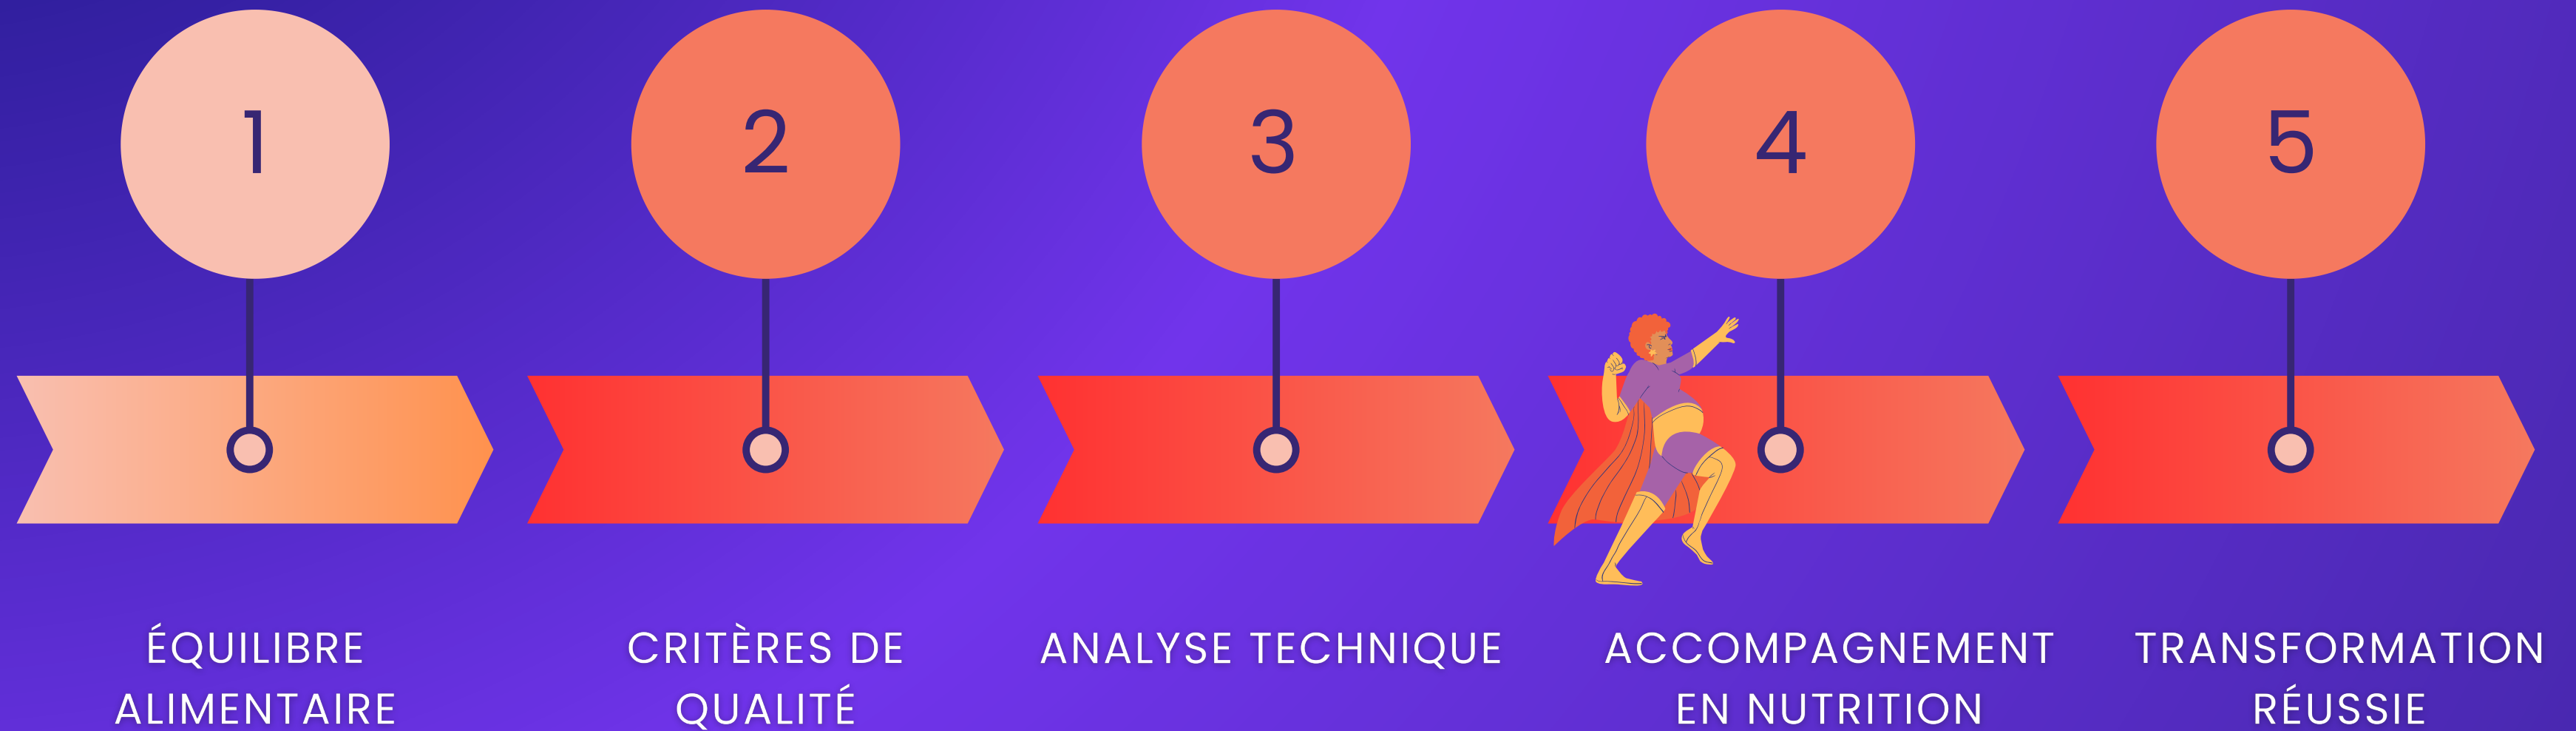 1
2
3
4
5
ÉQUILIBRE
ALIMENTAIRE
CRITÈRES DE
QUALITÉ
ANALYSE TECHNIQUE
ACCOMPAGNEMENT
EN NUTRITION
TRANSFORMATION
RÉUSSIE